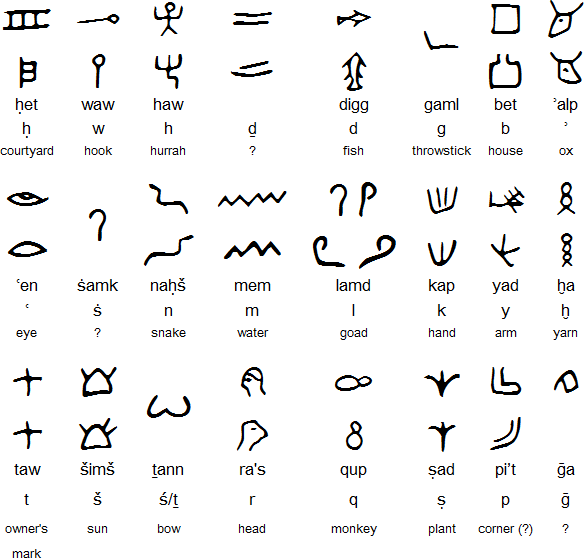 ḥet waw haw digg gaml bet ʾalp
ḥ w h ḏ d g b ʾ
courtyard hook hurrah ? fish throwstick house ox
ʿen ṡamk naḥš mem lamd kap yad ḫa
ʿ ṡ n m l k y ḫ
eye ? snake water goad hand arm yarn
taw šimš ṯann ra's qup ṣad pi't ġa
t š ś/ṯ r q ṣ p ḡ
owner's sun bow head monkey plant corner (?) ?
mark